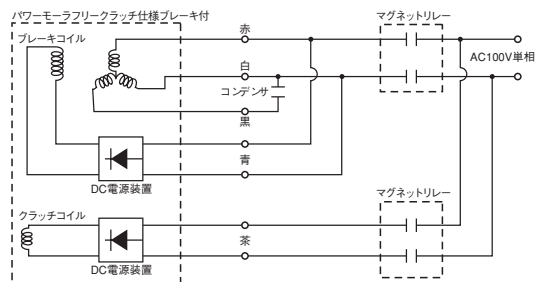 パワーモーラフリークラッチ仕様ブレーキ付
ブレーキコイル
赤
マグネットリレー
AC100V単相
白
コンデンサ
黒
青
DC電源装置
クラッチコイル
マグネットリレー
茶
DC電源装置